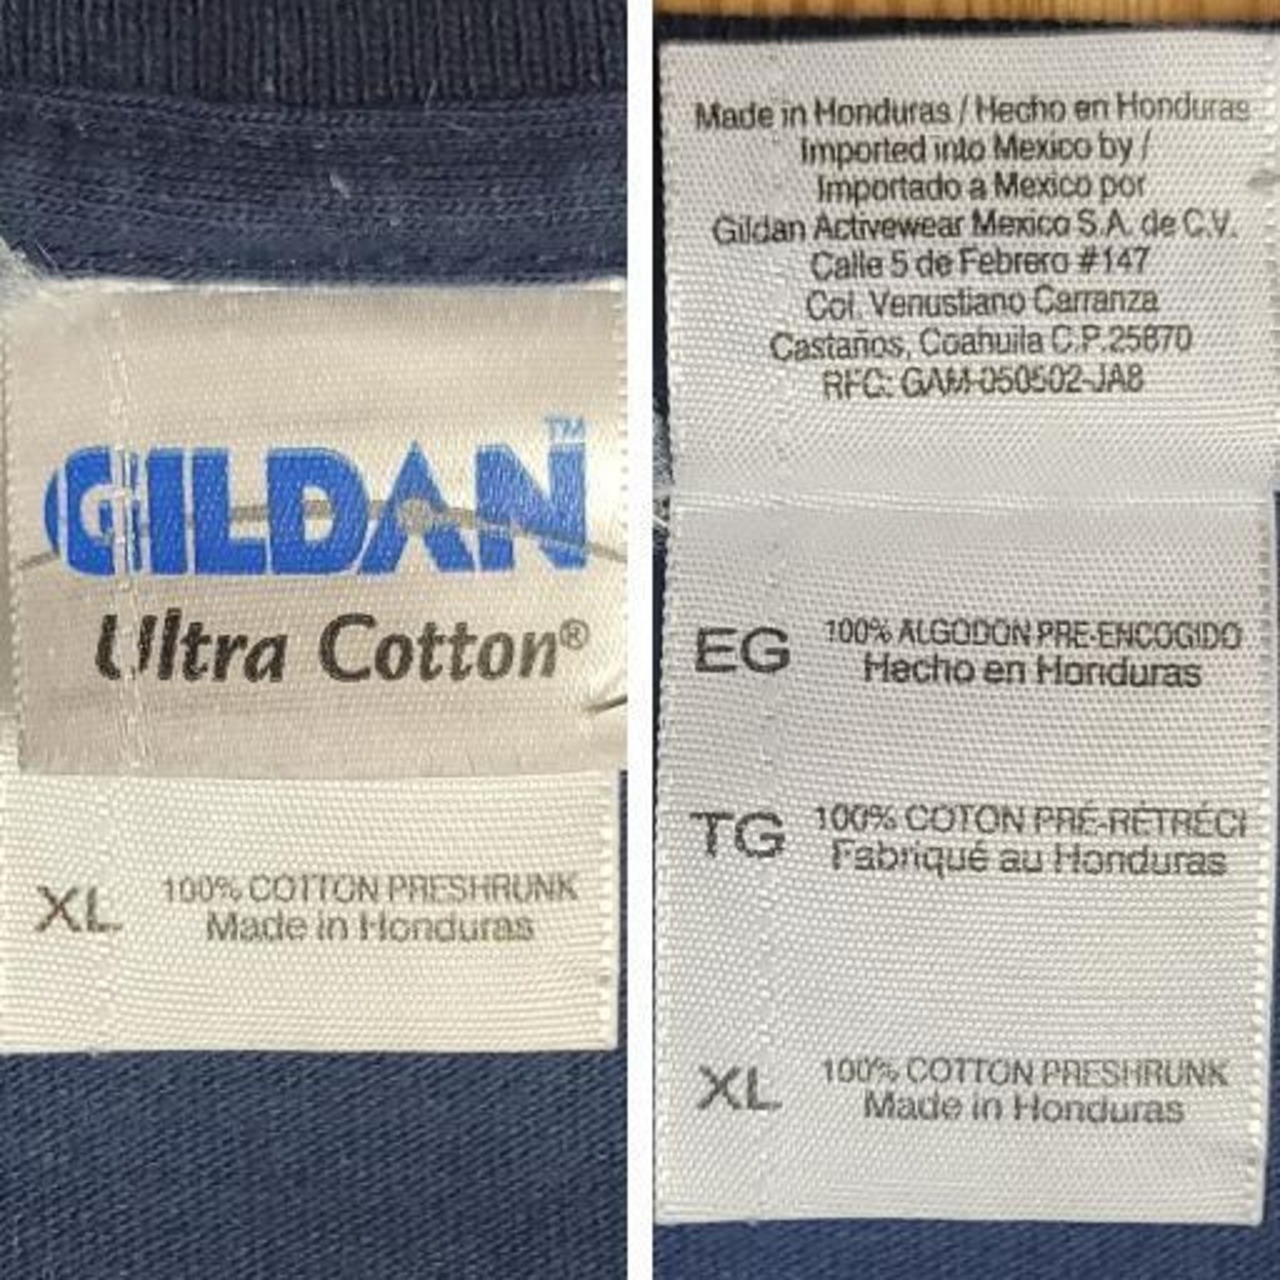 GILDAN™
Ultra Cotton®
XL
100% COTTON PRESHRUNK
Made in Honduras
Made in Honduras / Hecho en Honduras
Imported into Mexico by /
Importado a Mexico por
Gildan Activewear Mexico S.A. de C.V.
Calle 5 de Febrero #147
Col. Venustiano Carranza
Castaños, Coahuila C.P.25870
RFC: GAM-050502-JA8
EG
100% ALGODON PRE-ENCOGIDO
Hecho en Honduras
TG
100% COTON PRÉ-RÉTRÉCI
Fabriqué au Honduras
XL
100% COTTON PRESHRUNK
Made in Honduras